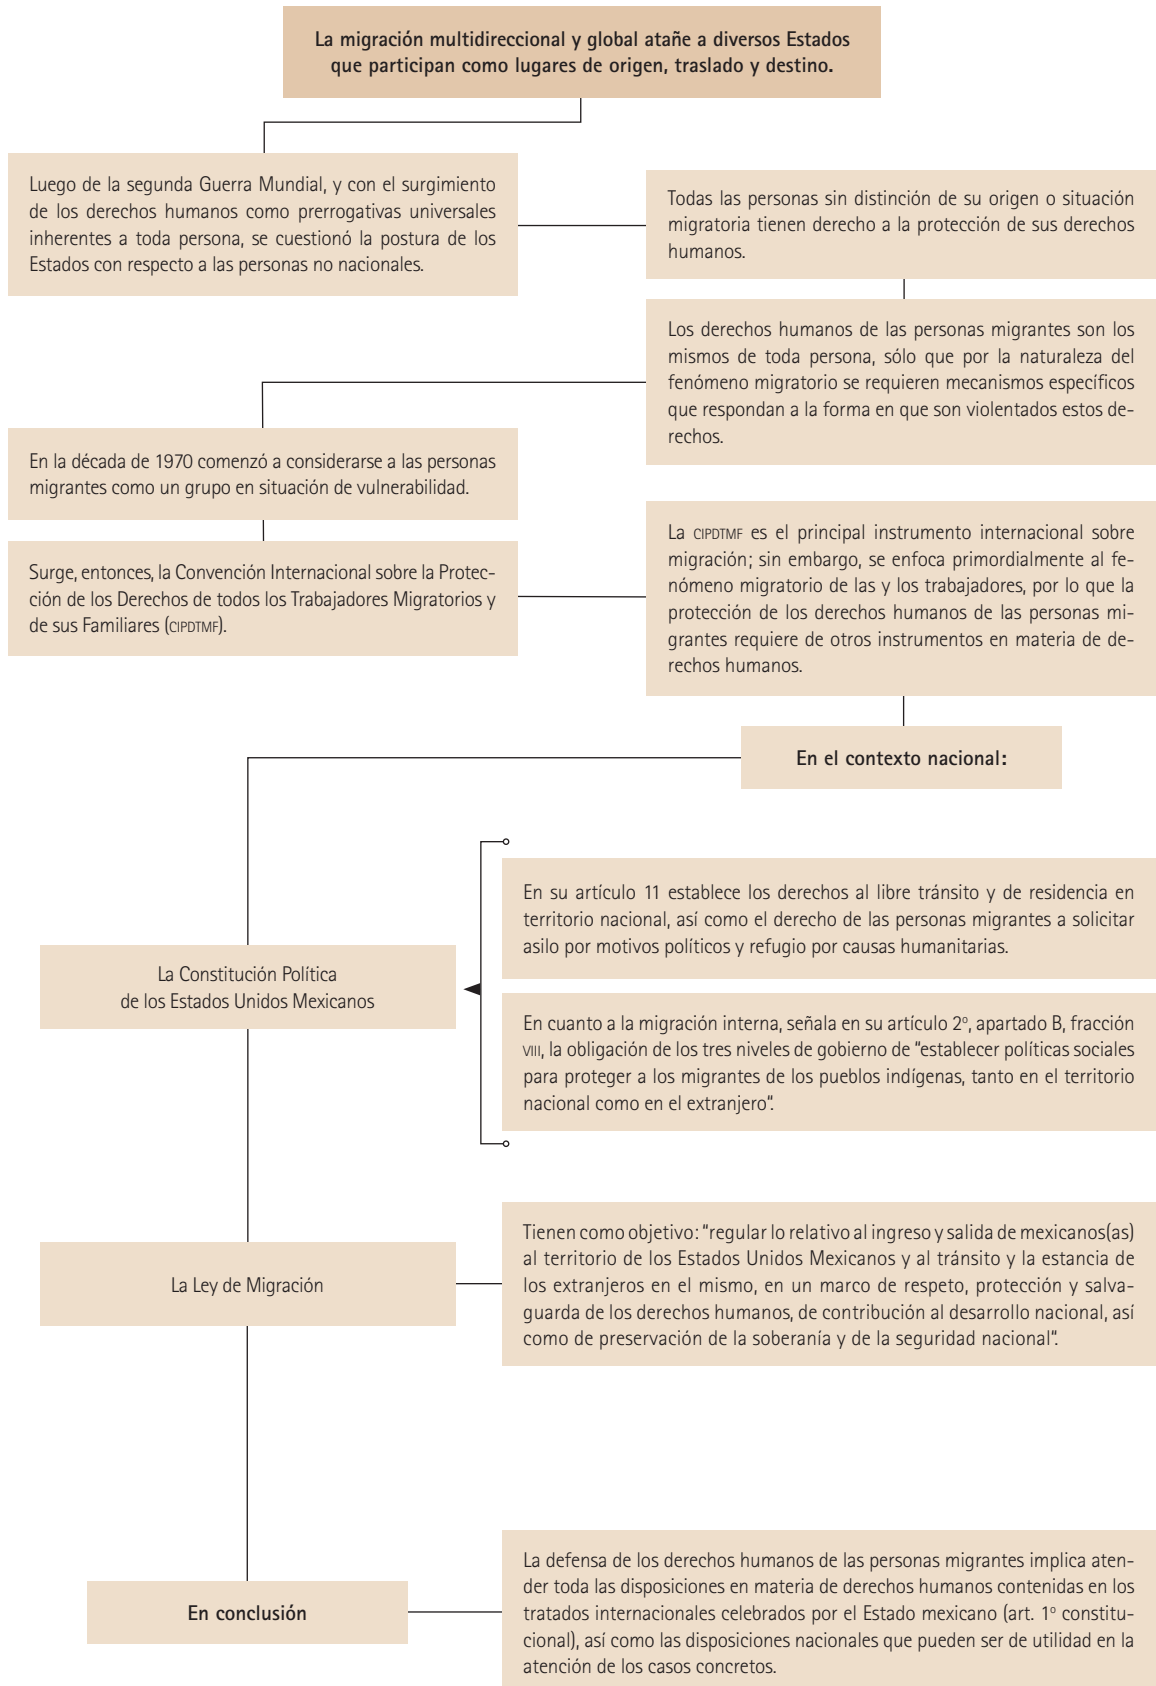 La migración multidireccional y global atañe a diversos Estados
que participan como lugares de origen, traslado y destino.
Luego de la segunda Guerra Mundial, y con el surgimiento
de los derechos humanos como prerrogativas universales
inherentes a toda persona, se cuestionó la postura de los
Estados con respecto a las personas no nacionales.
Todas las personas sin distinción de su origen o situación
migratoria tienen derecho a la protección de sus derechos
humanos.
Los derechos humanos de las personas migrantes son los
mismos de toda persona, sólo que por la naturaleza del
fenómeno migratorio se requieren mecanismos específicos
que respondan a la forma en que son violentados estos de-
rechos.
En la década de 1970 comenzó a considerarse a las personas
migrantes como un grupo en situación de vulnerabilidad.
Surge, entonces, la Convención Internacional sobre la Protec-
ción de los Derechos de todos los Trabajadores Migratorios y
de sus Familiares (CIPDTMF).
La CIPDTMF es el principal instrumento internacional sobre
migración; sin embargo, se enfoca primordialmente al fe-
nómeno migratorio de las y los trabajadores, por lo que la
protección de los derechos humanos de las personas mi-
grantes requiere de otros instrumentos en materia de de-
rechos humanos.
En el contexto nacional:
La Constitución Política
de los Estados Unidos Mexicanos
En su artículo 11 establece los derechos al libre tránsito y de residencia en
territorio nacional, así como el derecho de las personas migrantes a solicitar
asilo por motivos políticos y refugio por causas humanitarias.
En cuanto a la migración interna, señala en su artículo 2º, apartado B, fracción
VIII, la obligación de los tres niveles de gobierno de "establecer políticas sociales
para proteger a los migrantes de los pueblos indígenas, tanto en el territorio
nacional como en el extranjero".
La Ley de Migración
Tienen como objetivo: "regular lo relativo al ingreso y salida de mexicanos(as)
al territorio de los Estados Unidos Mexicanos y al tránsito y la estancia de
los extranjeros en el mismo, en un marco de respeto, protección y salva-
guarda de los derechos humanos, de contribución al desarrollo nacional, así
como de preservación de la soberanía y de la seguridad nacional".
En conclusión
La defensa de los derechos humanos de las personas migrantes implica aten-
der toda las disposiciones en materia de derechos humanos contenidas en los
tratados internacionales celebrados por el Estado mexicano (art. 1º constitu-
cional), así como las disposiciones nacionales que pueden ser de utilidad en la
atención de los casos concretos.